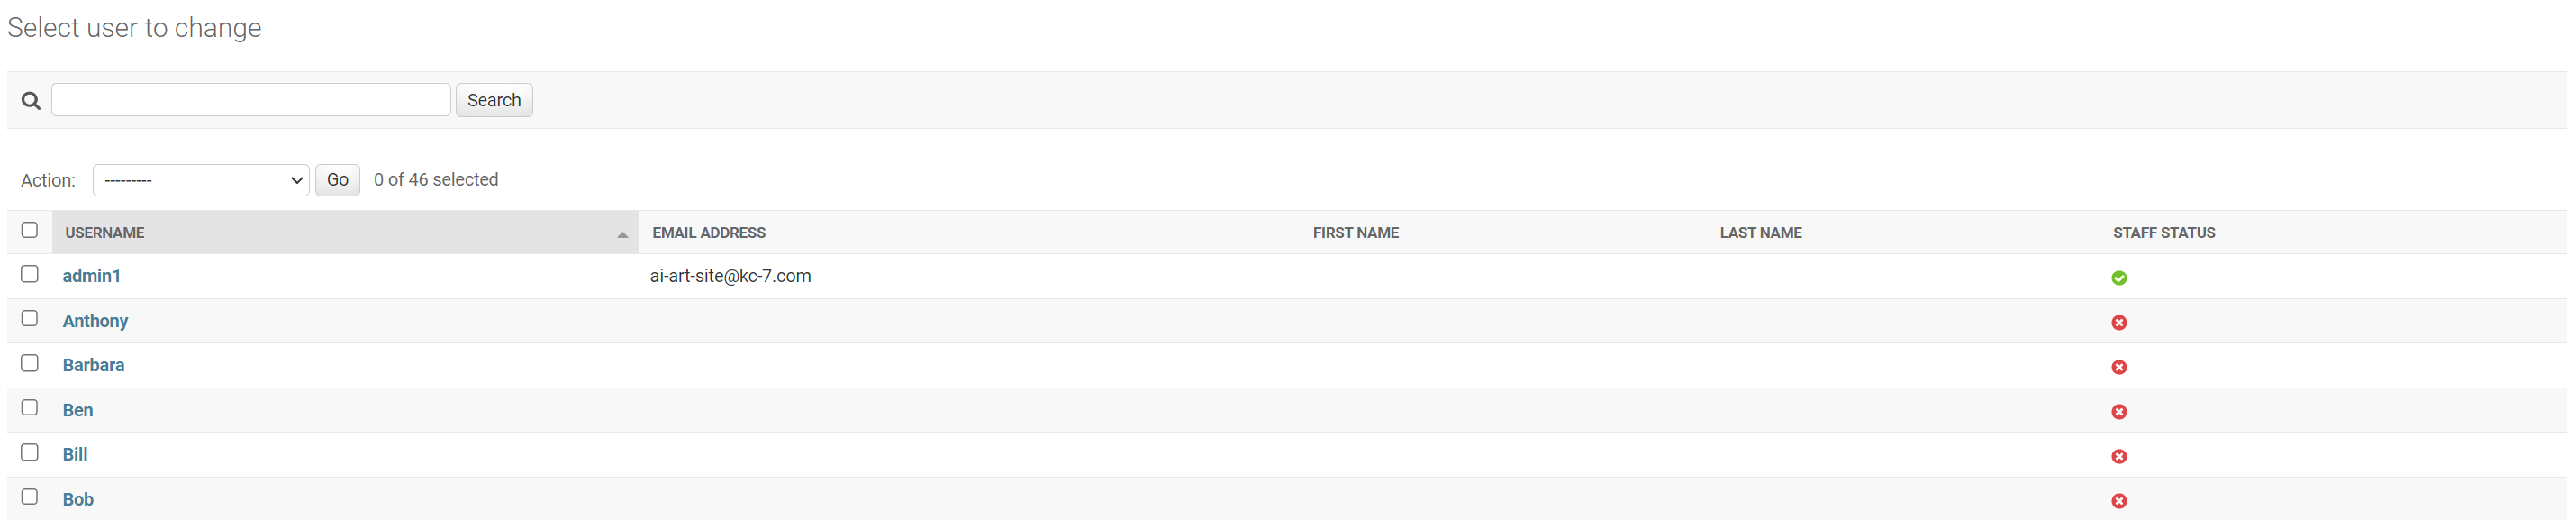 Select user to change
Search
Action: --------- Go 0 of 46 selected
USERNAME EMAIL ADDRESS FIRST NAME LAST NAME STAFF STATUS
admin1 ai-art-site@kc-7.com
Anthony
Barbara
Ben
Bill
Bob